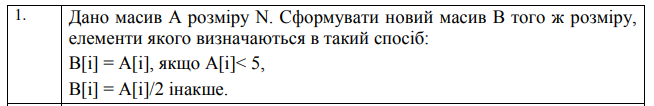 1. Дано масив А розміру N. Сформувати новий масив В того ж розміру,
елементи якого визначаються в такий спосіб:
B[i] = A[i], якщо A[i]< 5,
B[i] = A[i]/2 інакше.